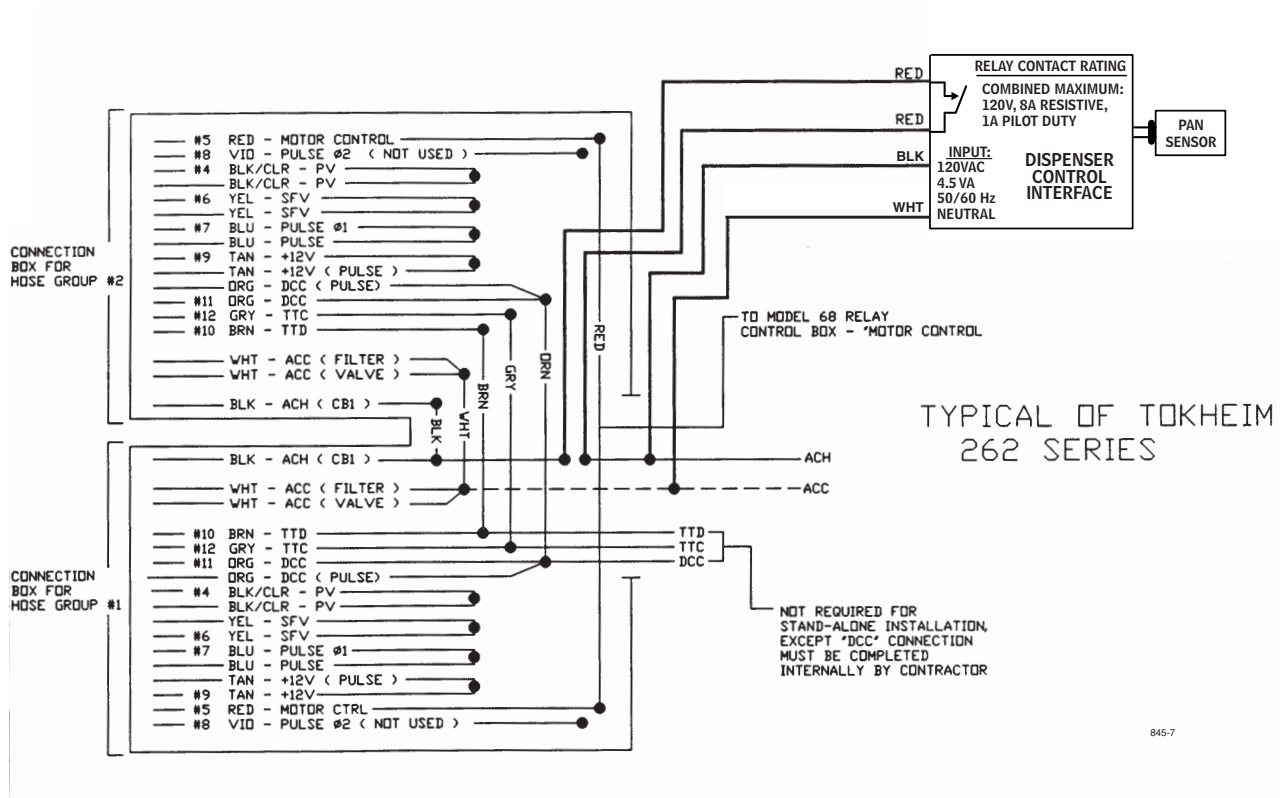 RED
RED
BLK
WHT
RELAY CONTACT RATING
COMBINED MAXIMUM:
120V, 8A RESISTIVE,
1A PILOT DUTY
INPUT:
120VAC
4.5 VA
50/60 Hz
NEUTRAL
DISPENSER
CONTROL
INTERFACE
PAN
SENSOR
CONNECTION
BOX FOR
HOSE GROUP #2
#5 RED - MOTOR CONTROL
#8 VIO - PULSE Ø2 ( NOT USED )
#4 BLK/CLR - PV
BLK/CLR - PV
#6 YEL - SFV
YEL - SFV
#7 BLU - PULSE Ø1
BLU - PULSE
#9 TAN - +12V
TAN - +12V ( PULSE )
ORG - DCC ( PULSE)
#11 ORG - DCC
#12 GRY - TTC
#10 BRN - TTD
WHT - ACC ( FILTER )
WHT - ACC ( VALVE )
BLK - ACH ( CB1 )
BLK
WHT
BRN
GRY
ORN
RED
TO MODEL 68 RELAY
CONTROL BOX - "MOTOR CONTROL
TYPICAL OF TOKHEIM
262 SERIES
CONNECTION
BOX FOR
HOSE GROUP #1
BLK - ACH ( CB1 )
ACH
WHT - ACC ( FILTER )
ACC
WHT - ACC ( VALVE )
#10 BRN - TTD
TTD
#12 GRY - TTC
TTC
#11 ORG - DCC
DCC
ORG - DCC ( PULSE)
#4 BLK/CLR - PV
BLK/CLR - PV
YEL - SFV
#6 YEL - SFV
#7 BLU - PULSE Ø1
BLU - PULSE
TAN - +12V ( PULSE )
#9 TAN - +12V
#5 RED - MOTOR CTRL
#8 VIO - PULSE Ø2 ( NOT USED )
NOT REQUIRED FOR
STAND-ALONE INSTALLATION,
EXCEPT "DCC" CONNECTION
MUST BE COMPLETED
INTERNALLY BY CONTRACTOR
845-7